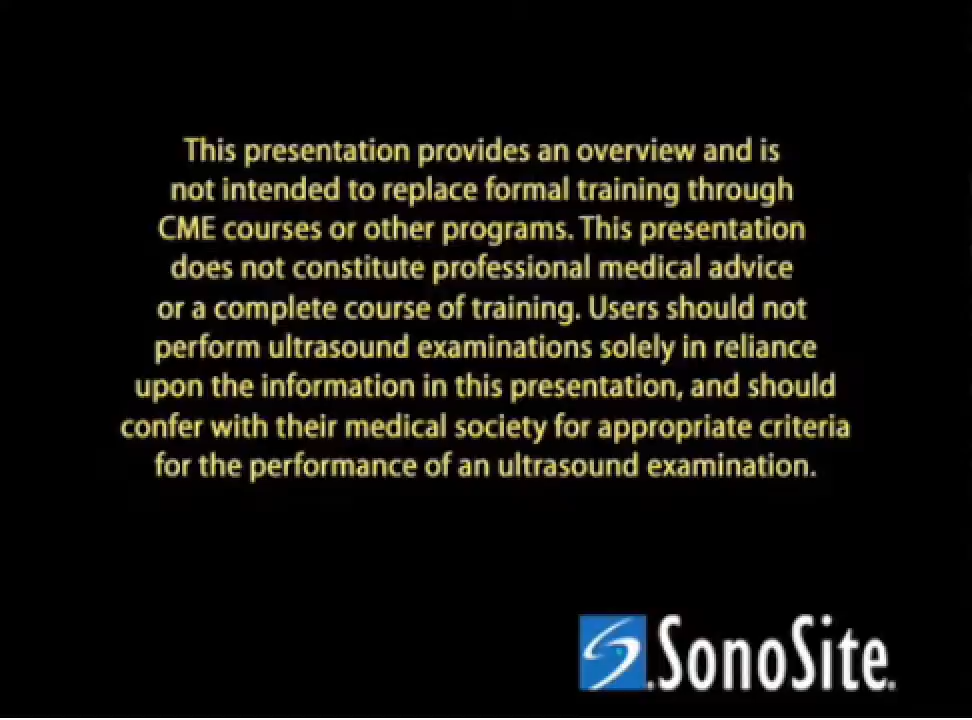 This presentation provides an overview and is
not intended to replace formal training through
CME courses or other programs. This presentation
does not constitute professional medical advice
or a complete course of training. Users should not
perform ultrasound examinations solely in reliance
upon the information in this presentation, and should
confer with their medical society for appropriate criteria
for the performance of an ultrasound examination.
SonoSite.